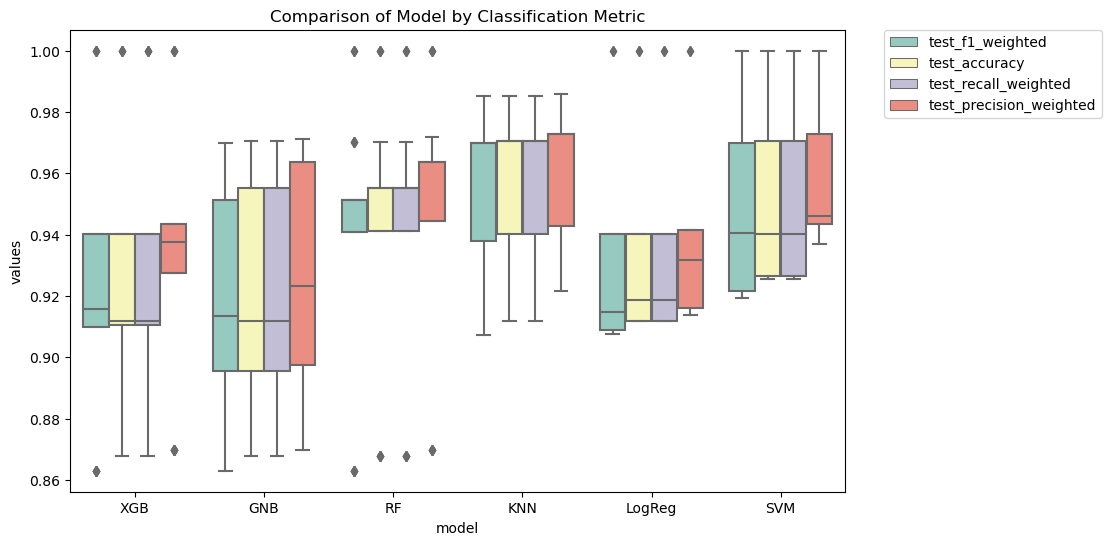 Comparison of Model by Classification Metric
values
1.00
0.98
0.96
0.94
0.92
0.90
0.88
0.86
XGB
GNB
RF
KNN
LogReg
SVM
model
test_f1_weighted
test_accuracy
test_recall_weighted
test_precision_weighted